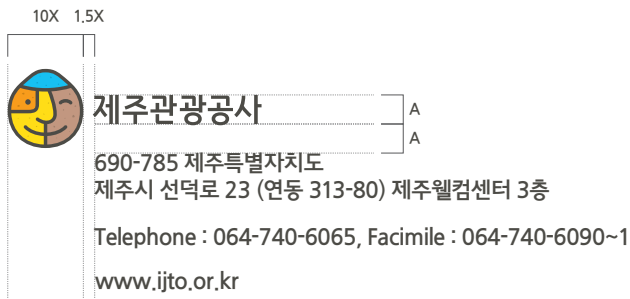 10X 1.5X
제주관광공사
A
A
690-785 제주특별자치도
제주시 선덕로 23 (연동 313-80) 제주웰컴센터 3층
Telephone : 064-740-6065, Facimile : 064-740-6090~1
www.ijto.or.kr